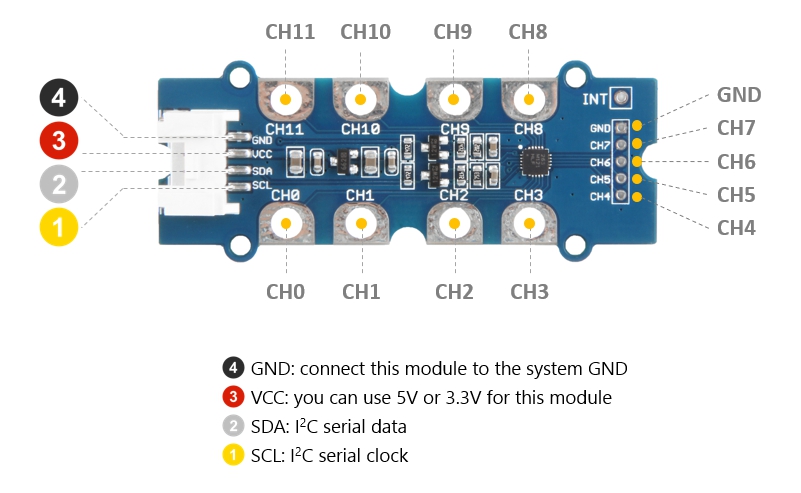 CH11 CH10 CH9 CH8
4
3
2
1
GND
CH7
CH6
CH5
CH4
INT
CH11 CH10 CH9 CH8
GND
VCC
SDA
SCL
GND
CH7
CH6
CH5
CH4
CH0 CH1 CH2 CH3
CH0 CH1 CH2 CH3
4 GND: connect this module to the system GND
3 VCC: you can use 5V or 3.3V for this module
2 SDA: I²C serial data
1 SCL: I²C serial clock